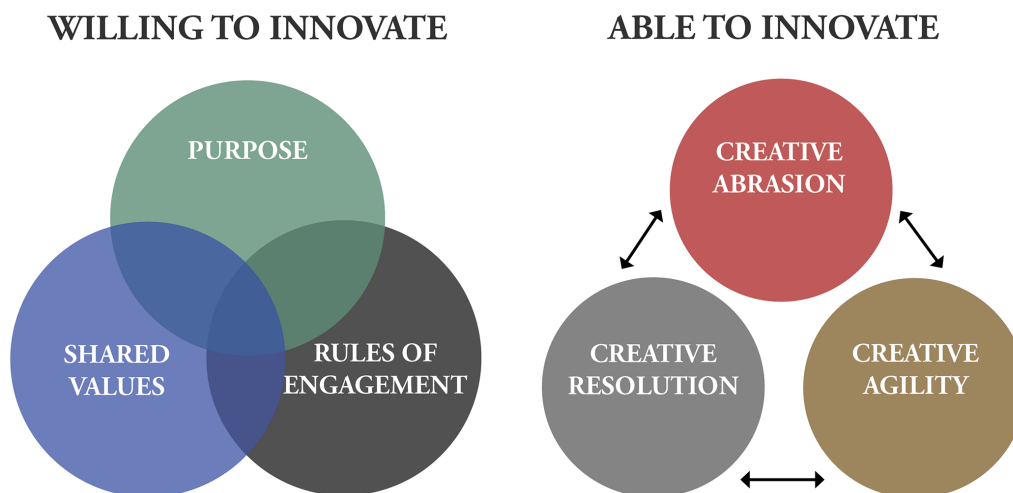 WILLING TO INNOVATE
PURPOSE
SHARED
VALUES
RULES OF
ENGAGEMENT
ABLE TO INNOVATE
CREATIVE
ABRASION
CREATIVE
RESOLUTION
CREATIVE
AGILITY